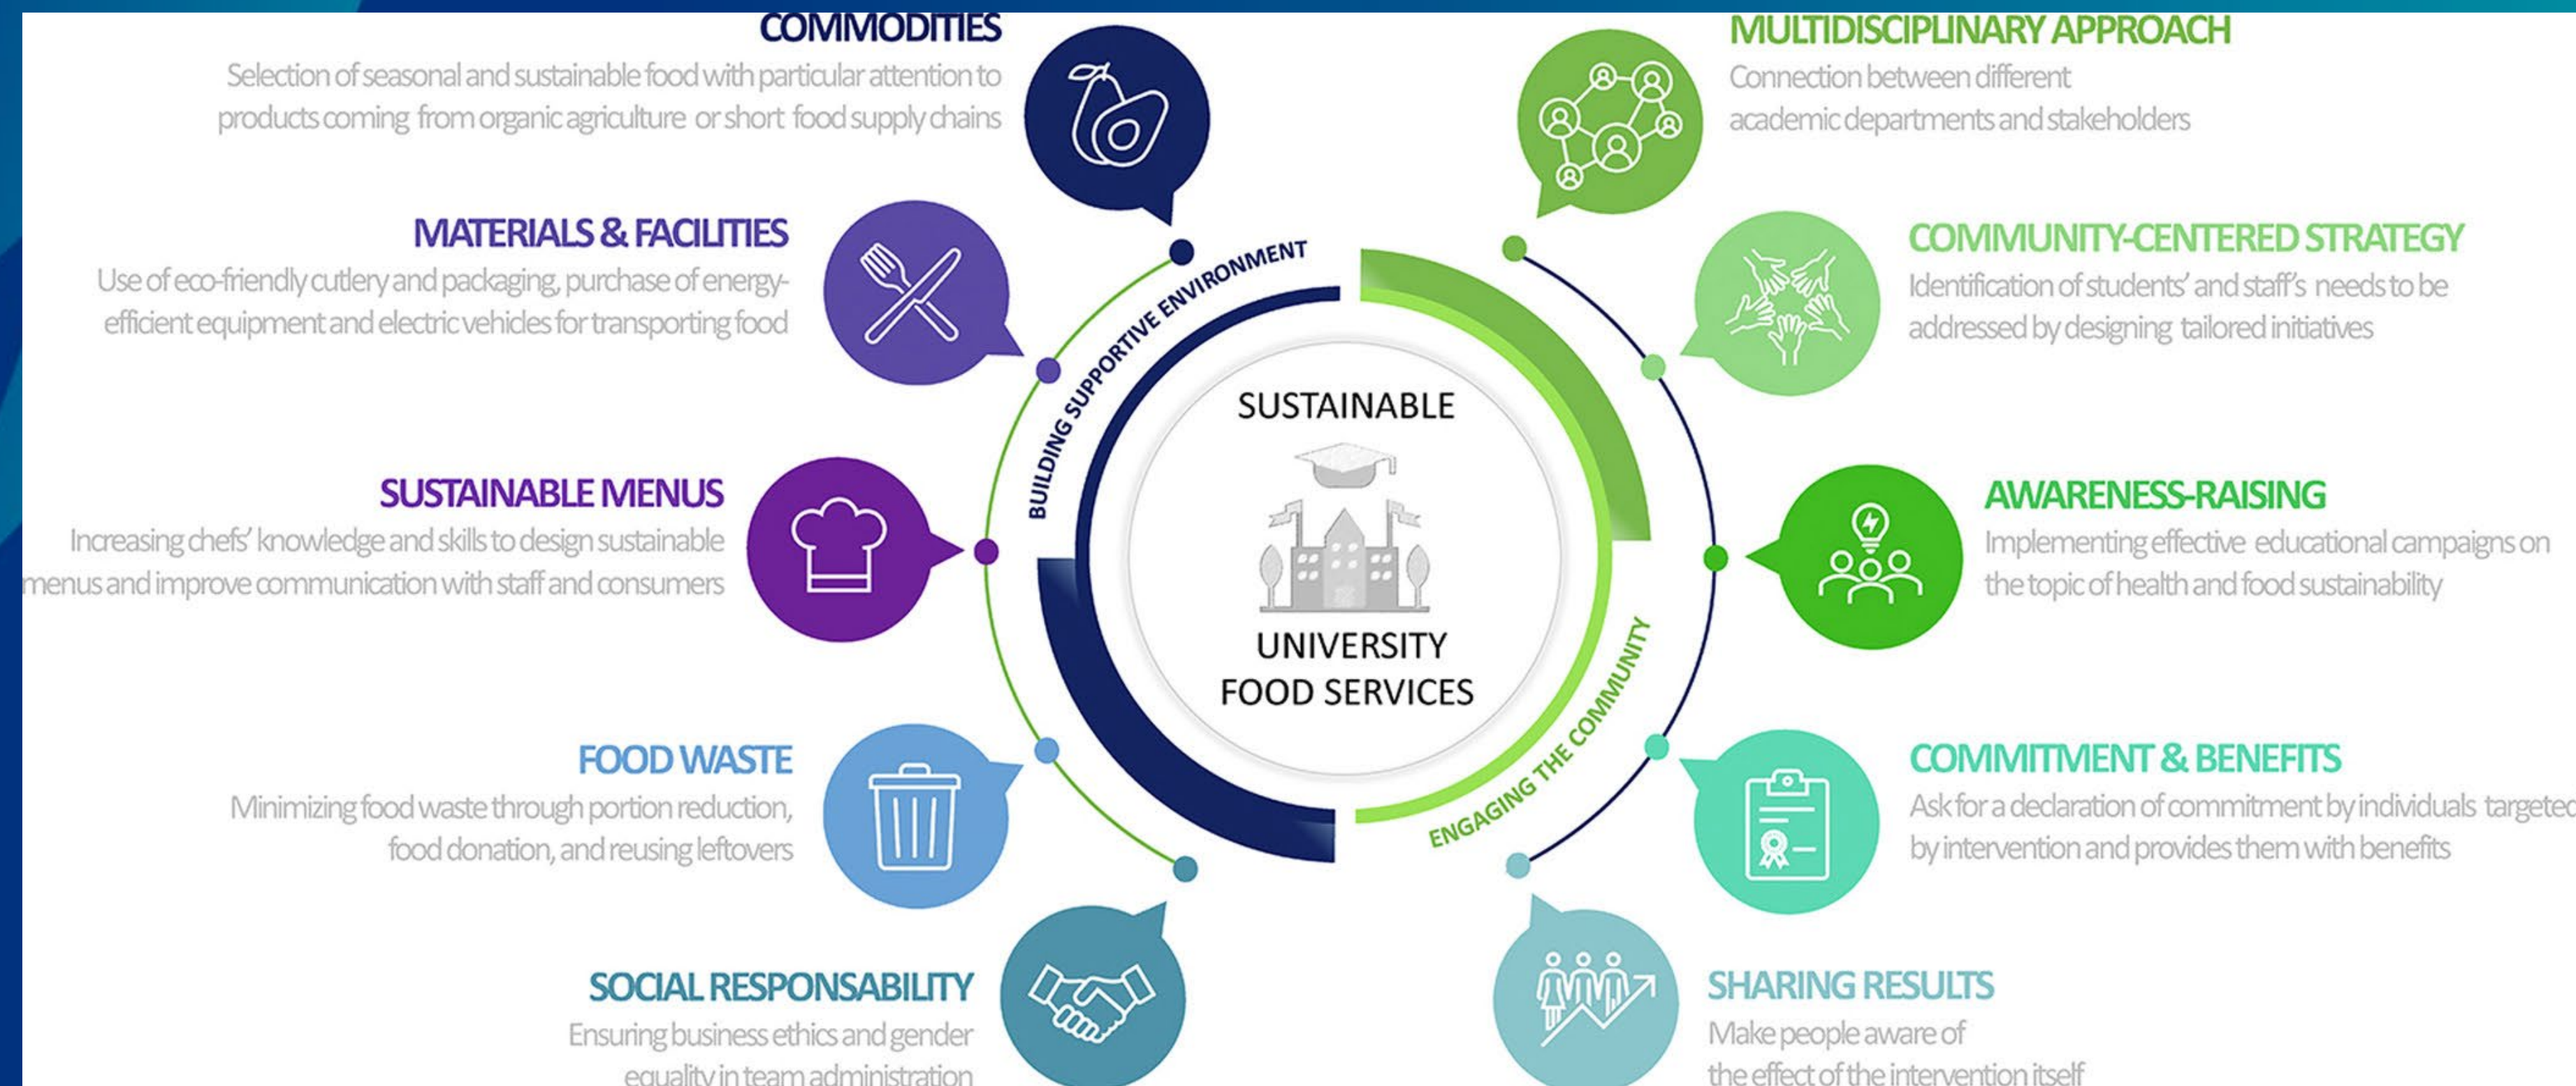 COMMODITIES
Selection of seasonal and sustainable food with particular attention to
products coming from organic agriculture or short food supply chains
MATERIALS & FACILITIES
Use of eco-friendly cutlery and packaging, purchase of energy-
efficient equipment and electric vehicles for transporting food
SUSTAINABLE MENUS
Increasing chefs' knowledge and skills to design sustainable
menus and improve communication with staff and consumers
FOOD WASTE
Minimizing food waste through portion reduction,
food donation, and reusing leftovers
SOCIAL RESPONSABILITY
Ensuring business ethics and gender
equality in team administration
BUILDING SUPPORTIVE ENVIRONMENT
SUSTAINABLE
UNIVERSITY
FOOD SERVICES
ENGAGING THE COMMUNITY
MULTIDISCIPLINARY APPROACH
Connection between different
academic departments and stakeholders
COMMUNITY-CENTERED STRATEGY
Identification of students' and staff's needs to be
addressed by designing tailored initiatives
AWARENESS-RAISING
Implementing effective educational campaigns on
the topic of health and food sustainability
COMMITMENT & BENEFITS
Ask for a declaration of commitment by individuals targeted
by intervention and provides them with benefits
SHARING RESULTS
Make people aware of
the effect of the intervention itself